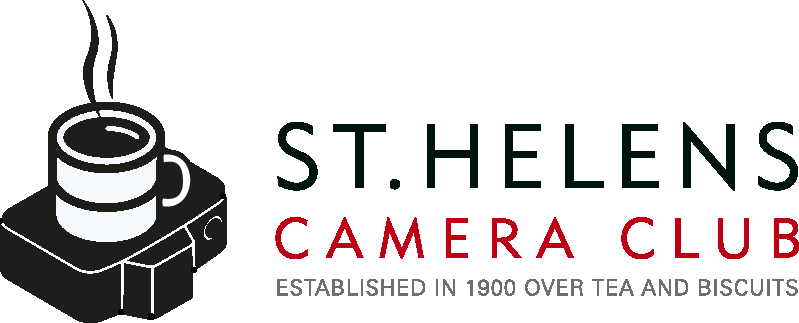 ST. HELENS
CAMERA CLUB
ESTABLISHED IN 1900 OVER TEA AND BISCUITS